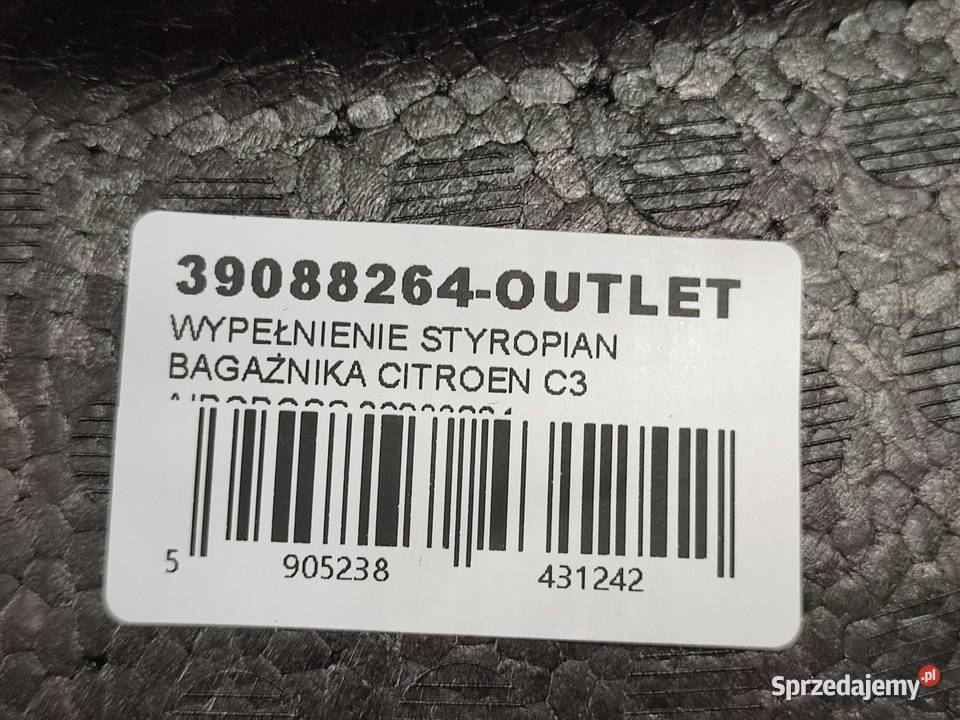 39088264-OUTLET
WYPEŁNIENIE STYROPIAN
BAGAŻNIKA CITROEN C3
5 905238 431242
Sprzedajemy.pl